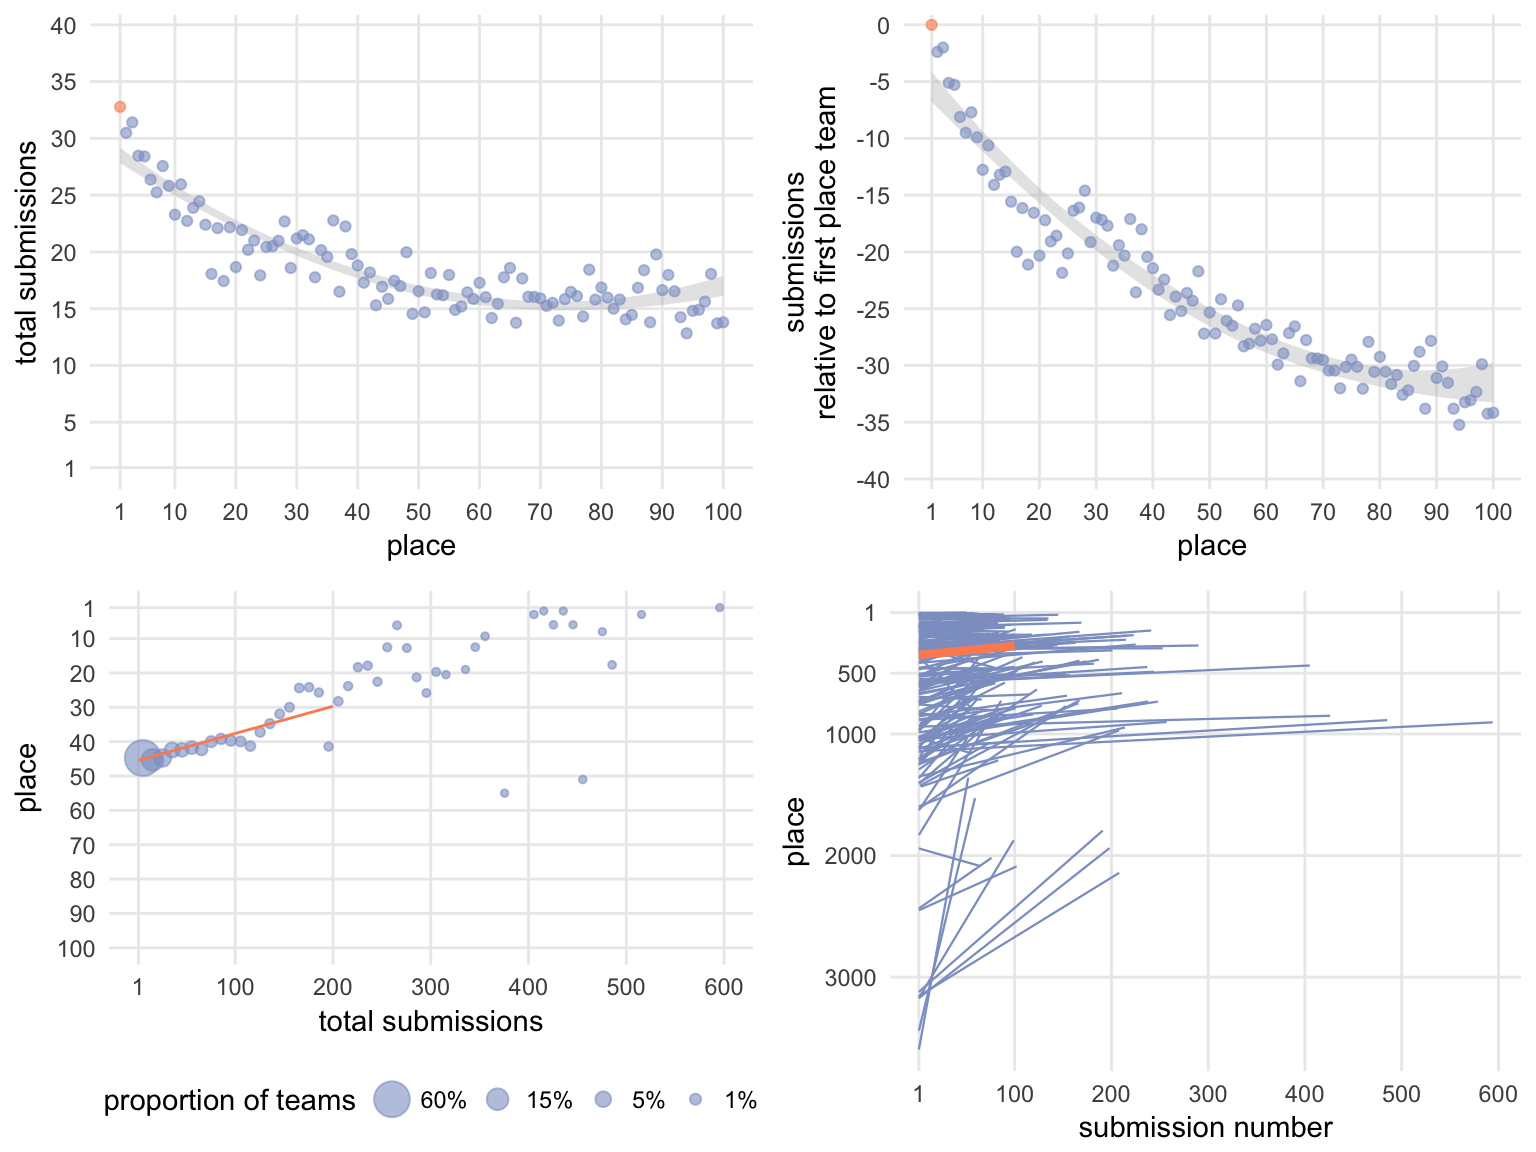 40
35
30
25
20
15
10
5
1
total submissions
1 10 20 30 40 50 60 70 80 90 100
place
0
-5
-10
-15
-20
-25
-30
-35
-40
submissions
relative to first place team
1 10 20 30 40 50 60 70 80 90 100
place
1
10
20
30
40
50
60
70
80
90
100
place
1 100 200 300 400 500 600
total submissions
proportion of teams 60% 15% 5% 1%
1
500
1000
2000
3000
place
1 100 200 300 400 500 600
submission number